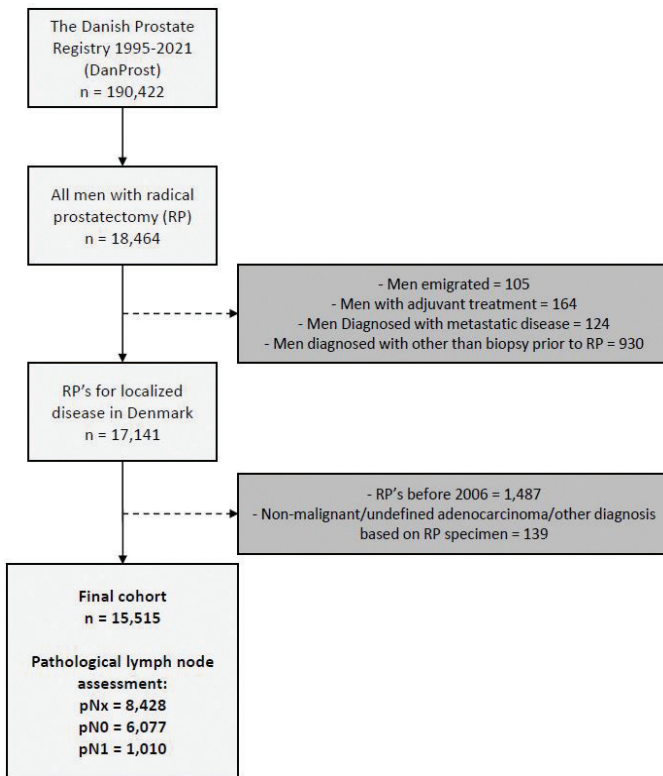 The Danish Prostate
Registry 1995-2021
(DanProst)
n = 190,422
All men with radical
prostatectomy (RP)
n = 18,464
- Men emigrated = 105
- Men with adjuvant treatment = 164
- Men Diagnosed with metastatic disease = 124
- Men diagnosed with other than biopsy prior to RP = 930
RP's for localized
disease in Denmark
n = 17,141
- RP's before 2006 = 1,487
- Non-malignant/undefined adenocarcinoma/other diagnosis
based on RP specimen = 139
Final cohort
n = 15,515
Pathological lymph node
assessment:
pNx = 8,428
pN0 = 6,077
pN1 = 1,010